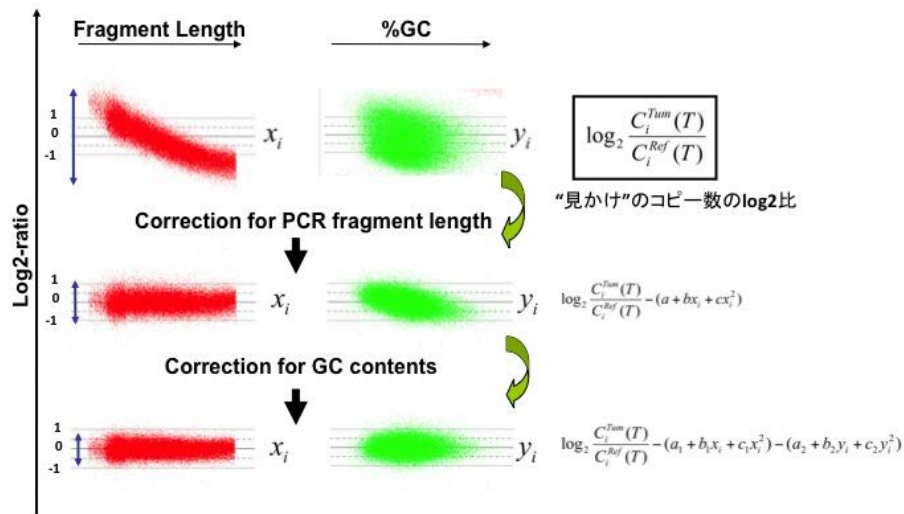 Fragment Length
%GC
Log2-ratio
1
0
-1
x_i
y_i
log₂ C_i^{Tum}(T) / C_i^{Ref}(T)
“見かけ”のコピー数のlog2比
Correction for PCR fragment length
1
0
-1
x_i
y_i
log₂ C_i^{Tum}(T) / C_i^{Ref}(T) − (a + bx_i + cx_i^2)
Correction for GC contents
1
0
-1
x_i
y_i
log₂ C_i^{Tum}(T) / C_i^{Ref}(T) − (a_1 + b_1x_i + c_1x_i^2) − (a_2 + b_2y_i + c_2y_i^2)